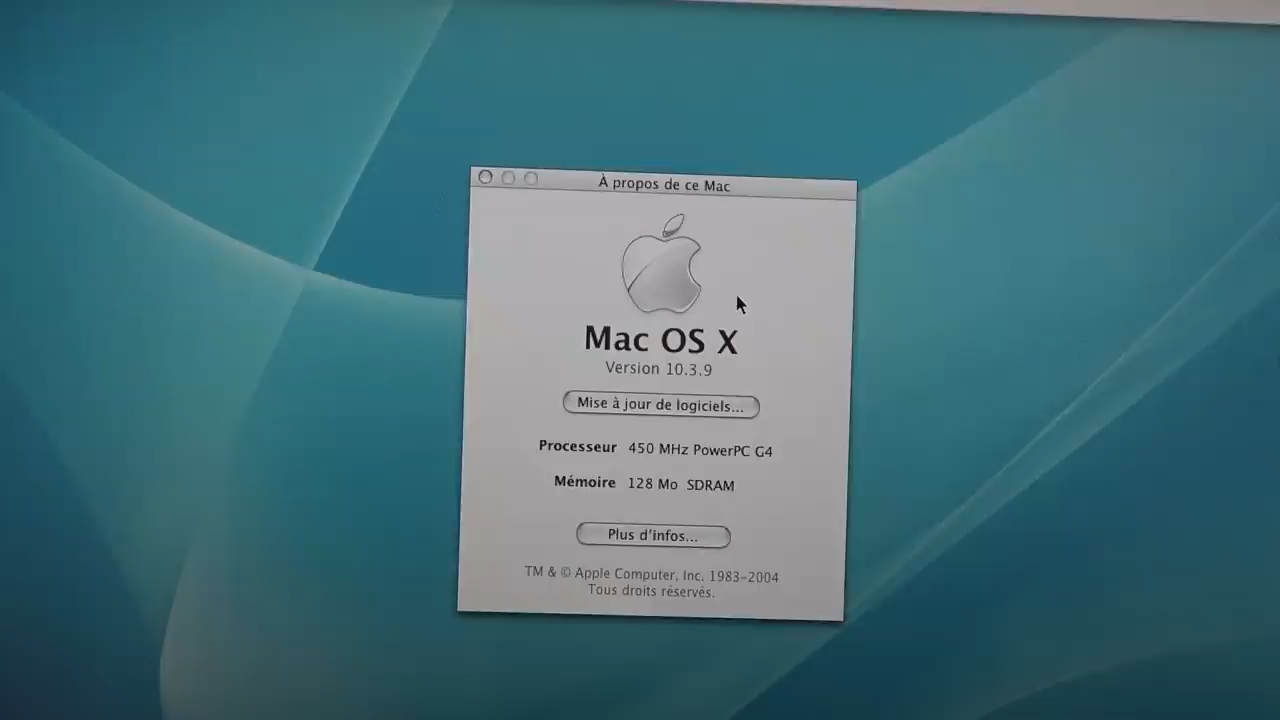 À propos de ce Mac
Mac OS X
Version 10.3.9
Mise à jour de logiciels...
Processeur 450 MHz PowerPC G4
Mémoire 128 Mo SDRAM
Plus d'infos...
TM & © Apple Computer, Inc. 1983-2004
Tous droits réservés.